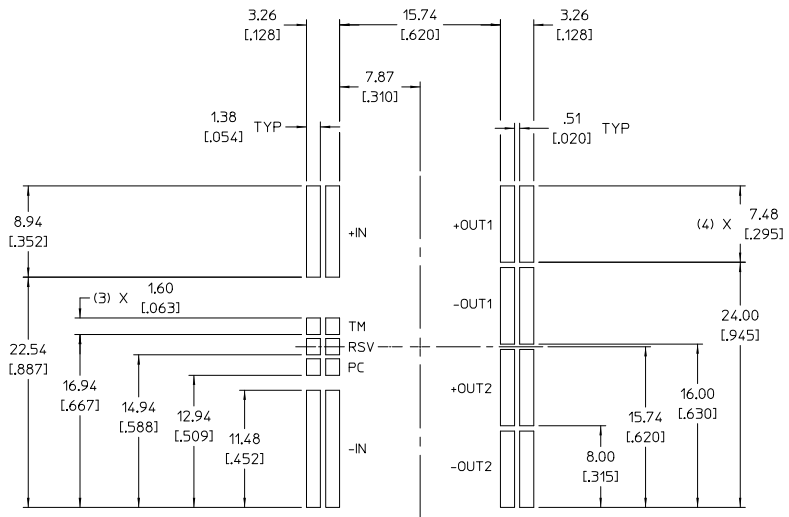 3.26
[.128]
15.74
[.620]
3.26
[.128]
7.87
[.310]
1.38
[.054]
TYP
.51
[.020]
TYP
8.94
[.352]
+IN
+OUT1
(4) X
7.48
[.295]
(3) X
1.60
[.063]
-OUT1
TM
RSV
PC
24.00
[.945]
22.54
[.887]
16.94
[.667]
14.94
[.588]
12.94
[.509]
11.48
[.452]
-IN
+OUT2
-OUT2
16.00
[.630]
15.74
[.620]
8.00
[.315]